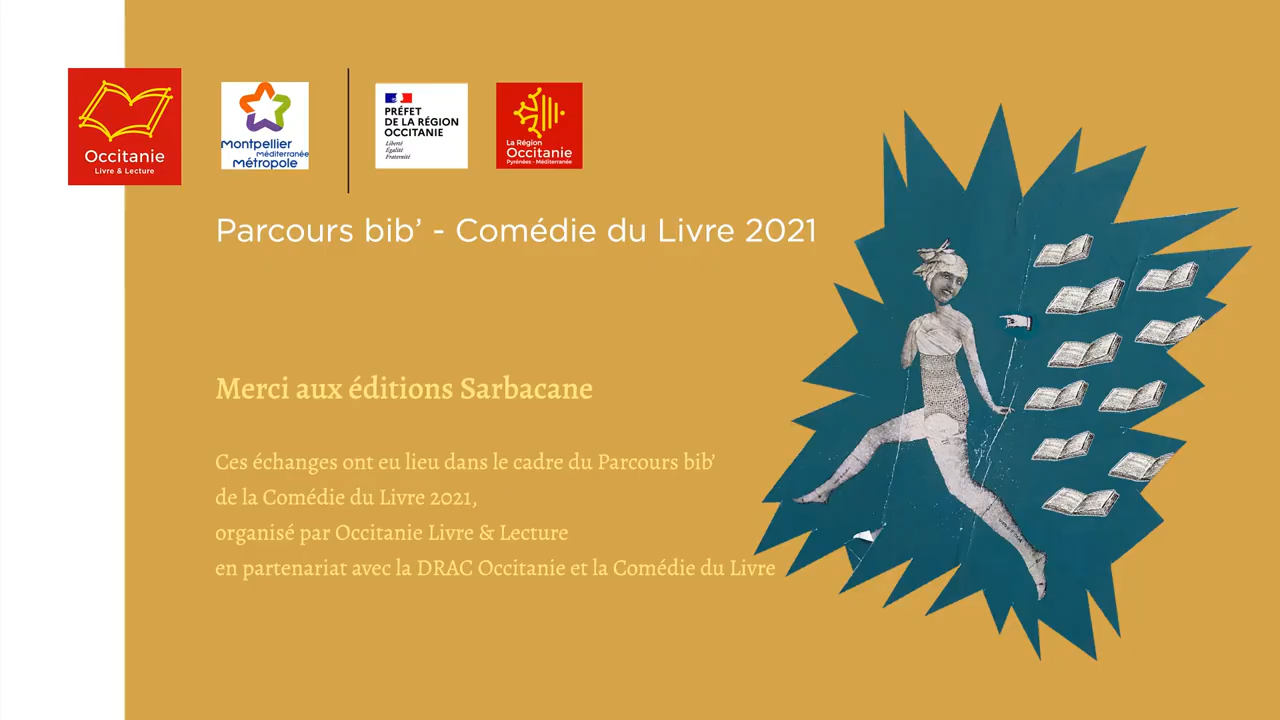 Occitanie
Livre & Lecture
Montpellier
Méditerranée
Métropole
PRÉFET
DE LA RÉGION
OCCITANIE
Liberté
Égalité
Fraternité
La Région
Occitanie
Pyrénées - Méditerranée
Parcours bib’ - Comédie du Livre 2021
Merci aux éditions Sarbacane
Ces échanges ont eu lieu dans le cadre du Parcours bib’
de la Comédie du Livre 2021,
organisé par Occitanie Livre & Lecture
en partenariat avec la DRAC Occitanie et la Comédie du Livre